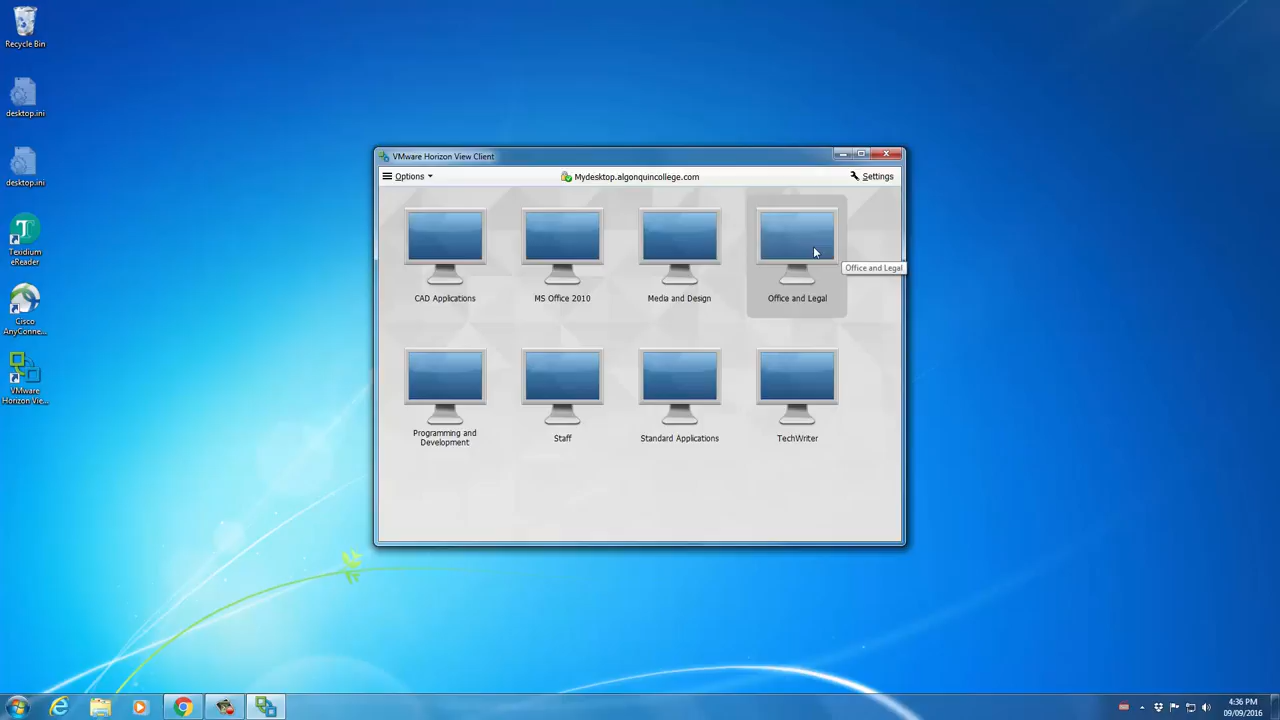 Recycle Bin
desktop.ini
desktop.ini
Texidium
eReader
Cisco
AnyConne...
VMware
Horizon Vie...
VMware Horizon View Client
Options
Mydesktop.algonquincollege.com
Settings
CAD Applications
MS Office 2010
Media and Design
Office and Legal
Office and Legal
Programming and
Development
Staff
Standard Applications
TechWriter
4:36 PM
09/09/2016